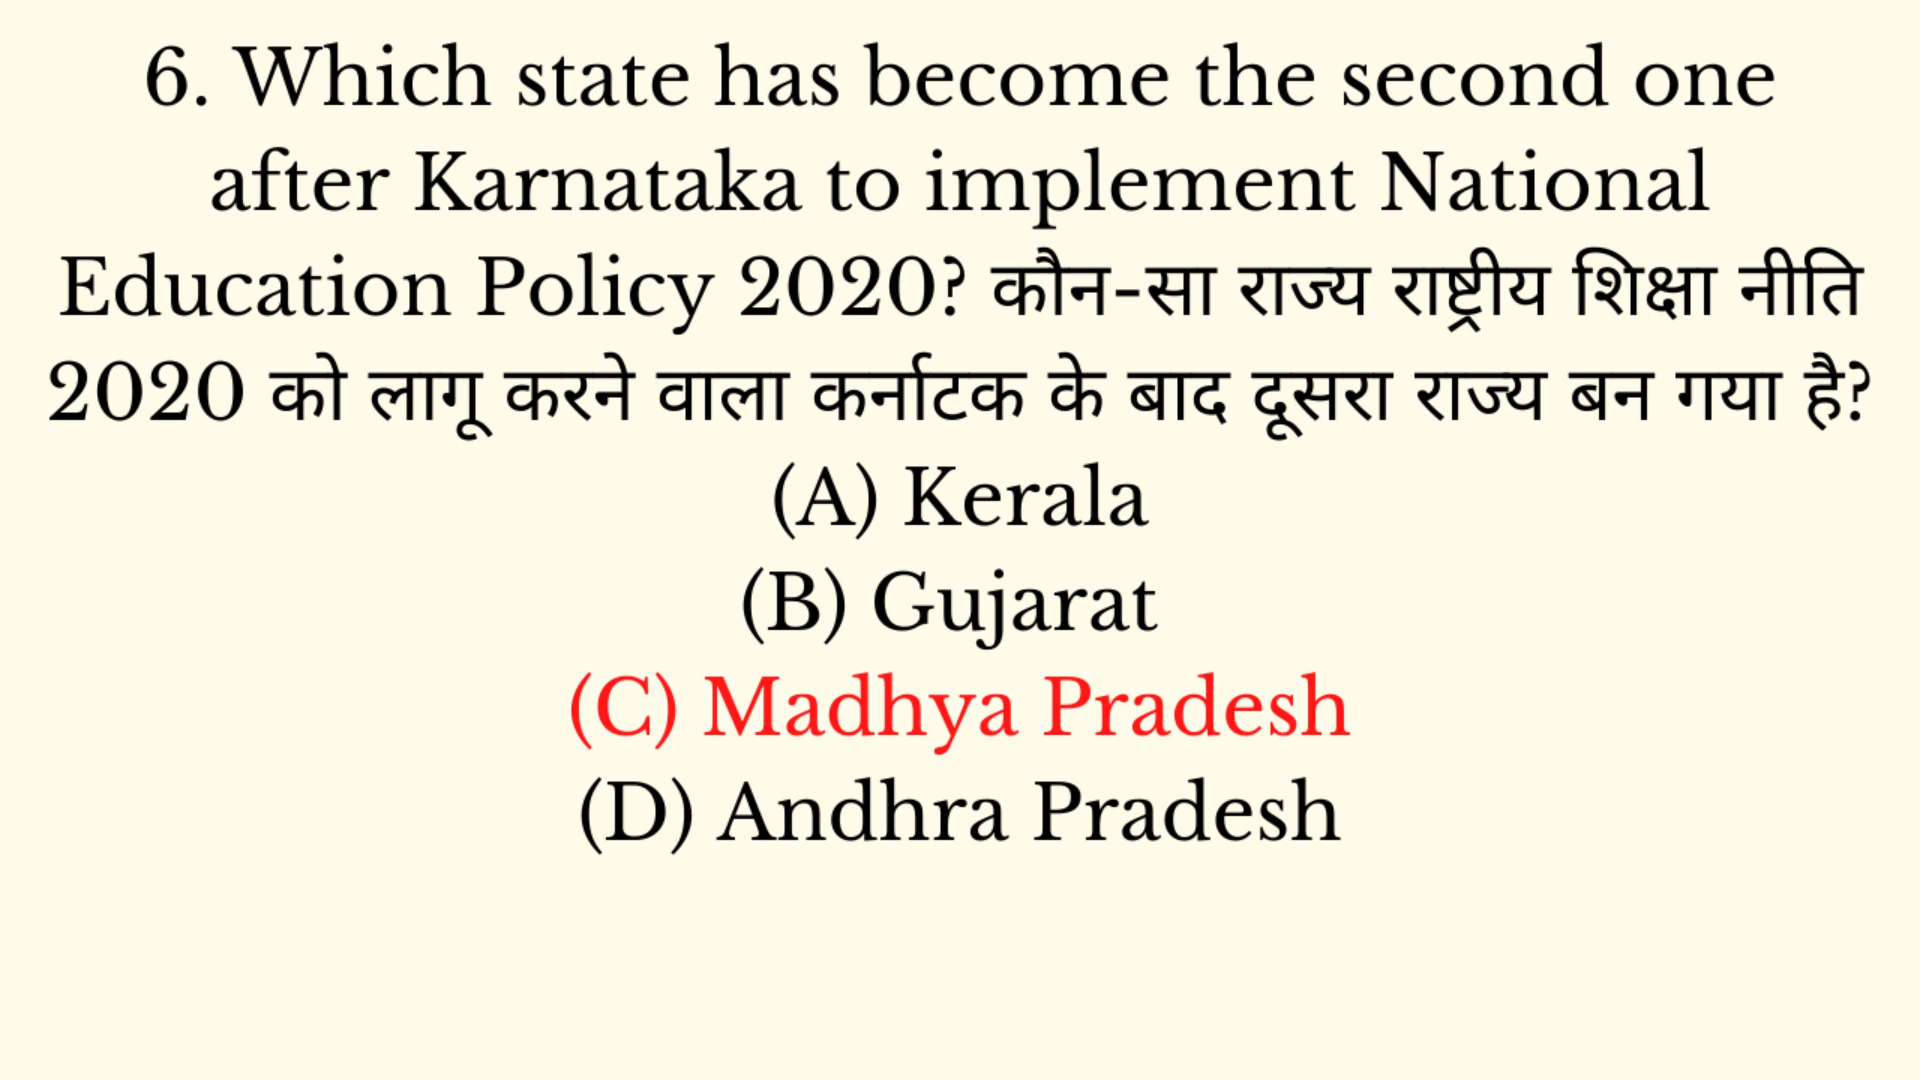 6. Which state has become the second one
after Karnataka to implement National
Education Policy 2020? कौन-सा राज्य राष्ट्रीय शिक्षा नीति
2020 को लागू करने वाला कर्नाटक के बाद दूसरा राज्य बन गया है?
(A) Kerala
(B) Gujarat
(C) Madhya Pradesh
(D) Andhra Pradesh